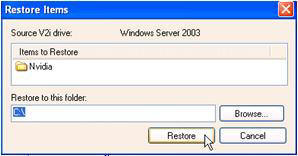 Restore Items
Source V2i drive: Windows Server 2003
Items to Restore
Nvidia
Restore to this folder:
C:\
Browse...
Restore Cancel